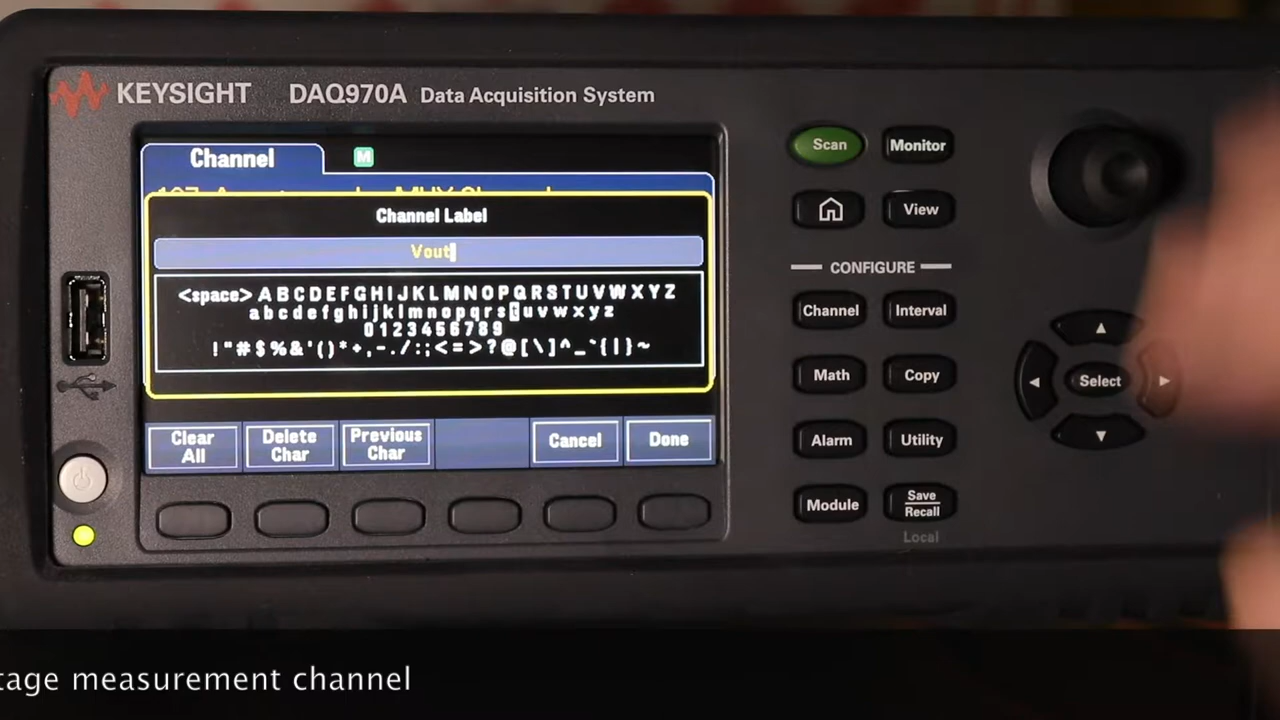 KEYSIGHT DAQ970A Data Acquisition System
Channel
M
Channel Label
Vout
<space> A B C D E F G H I J K L M N O P Q R S T U V W X Y Z
a b c d e f g h i j k l m n o p q r s t u v w x y z
0 1 2 3 4 5 6 7 8 9
! " # $ % & ' ( ) * + , - . / : ; < = > ? @ [ \ ] ^ _ ` { | } ~
Clear All
Delete Char
Previous Char
Cancel
Done
Scan
Monitor
View
CONFIGURE
Channel
Interval
Math
Copy
Select
Alarm
Utility
Module
Save
Recall
Local
tage measurement channel